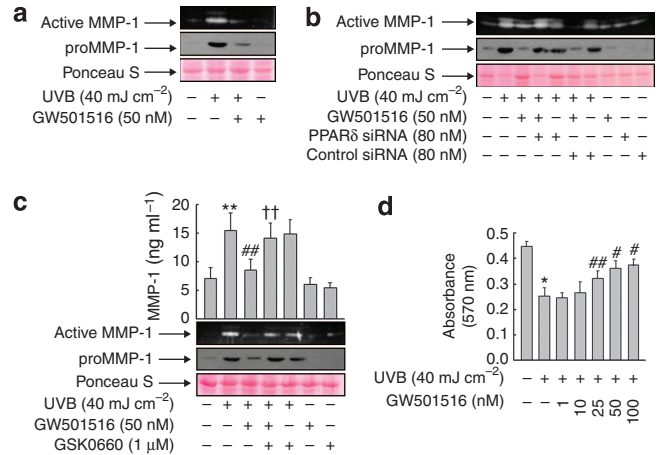 a
Active MMP-1
proMMP-1
Ponceau S
UVB (40 mJ cm−2) − + + −
GW501516 (50 nM) − − + +
b
Active MMP-1
proMMP-1
Ponceau S
UVB (40 mJ cm−2) − + + + + + + − − −
GW501516 (50 nM) − − + + − + − + − −
PPARδ siRNA (80 nM) − − − + + − − − + −
Control siRNA (80 nM) − − − − − + + − − +
c
MMP-1 (ng ml−1)
20
15
10
5
0
** ## ††
Active MMP-1
proMMP-1
Ponceau S
UVB (40 mJ cm−2) − + + + + − −
GW501516 (50 nM) − − + + − + −
GSK0660 (1 μM) − − − + + − +
d
Absorbance
(570 nm)
0.5
0.4
0.3
0.2
0.1
0.0
* ## # #
UVB (40 mJ cm−2) − + + + + + +
GW501516 (nM) 1 10 25 50 100